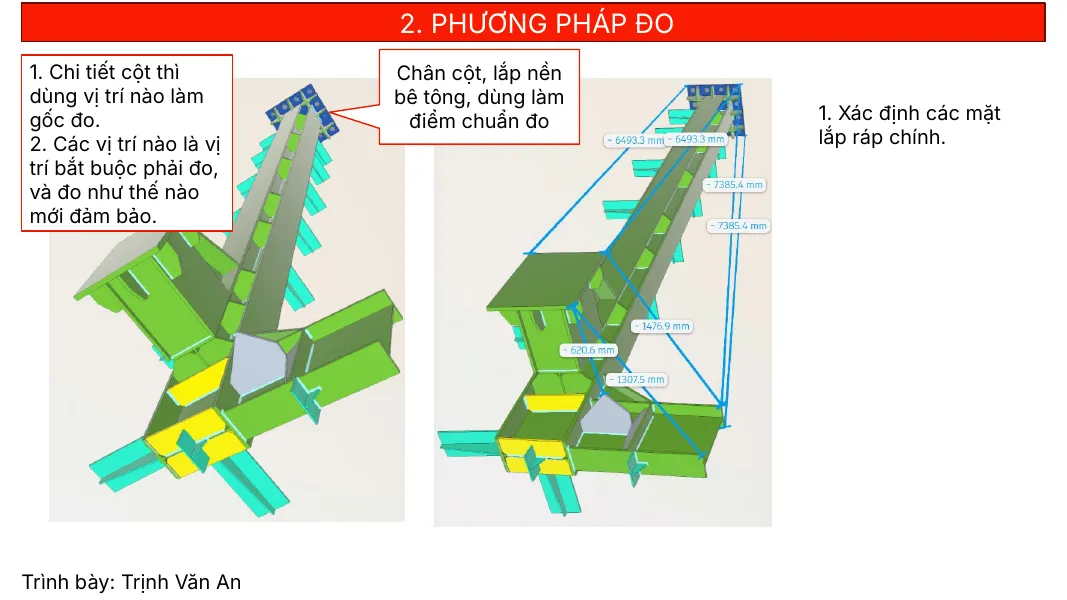 2. PHƯƠNG PHÁP ĐO
1. Chi tiết cột thì
dùng vị trí nào làm
gốc đo.
2. Các vị trí nào là vị
trí bắt buộc phải đo,
và đo như thế nào
mới đảm bảo.
Chân cột, lắp nền
bê tông, dùng làm
điểm chuẩn đo
1. Xác định các mặt
lắp ráp chính.
~ 6493.3 mm
~ 6493.3 mm
~ 7385.4 mm
~ 7385.4 mm
~ 1476.9 mm
~ 620.6 mm
~ 1307.5 mm
Trình bày: Trịnh Văn An